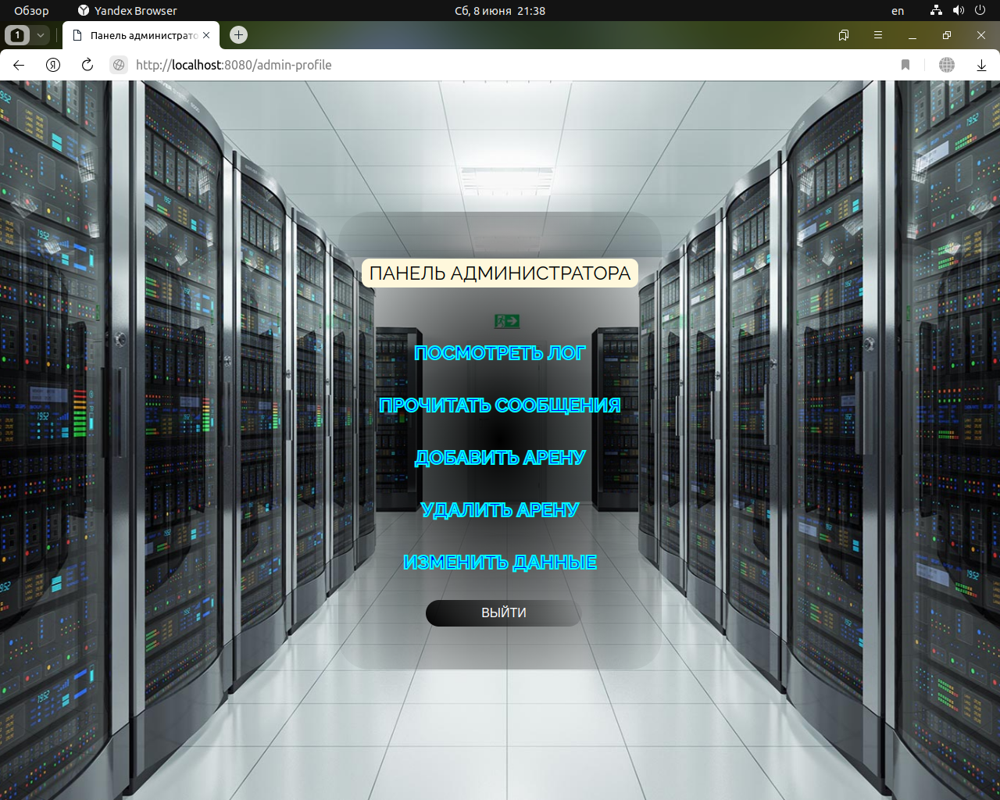 Обзор
Yandex Browser
Сб, 8 июня 21:38
en
1
Панель администрато
http://localhost:8080/admin-profile
ПАНЕЛЬ АДМИНИСТРАТОРА
ПОСМОТРЕТЬ ЛОГ
ПРОЧИТАТЬ СООБЩЕНИЯ
ДОБАВИТЬ АРЕНУ
УДАЛИТЬ АРЕНУ
ИЗМЕНИТЬ ДАННЫЕ
ВЫЙТИ